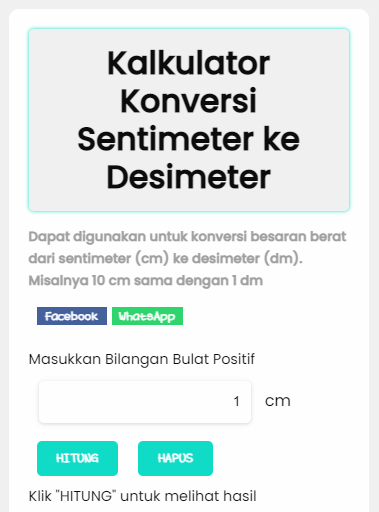 Kalkulator
Konversi
Sentimeter ke
Desimeter
Dapat digunakan untuk konversi besaran berat
dari sentimeter (cm) ke desimeter (dm).
Misalnya 10 cm sama dengan 1 dm
Facebook WhatsApp
Masukkan Bilangan Bulat Positif
1 cm
HITUNG HAPUS
Klik "HITUNG" untuk melihat hasil